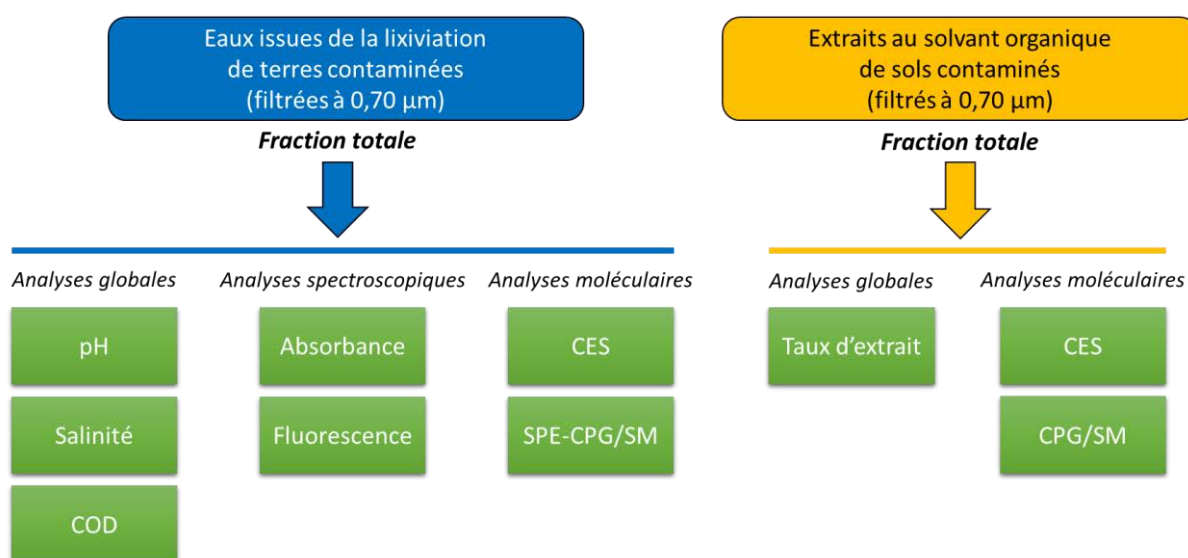 Eaux issues de la lixiviation
de terres contaminées
(filtrées à 0,70 µm)
Fraction totale
Analyses globales
Analyses spectroscopiques
Analyses moléculaires
pH
Absorbance
CES
Salinité
Fluorescence
SPE-CPG/SM
COD
Extraits au solvant organique
de sols contaminés
(filtrés à 0,70 µm)
Fraction totale
Analyses globales
Analyses moléculaires
Taux d'extrait
CES
CPG/SM